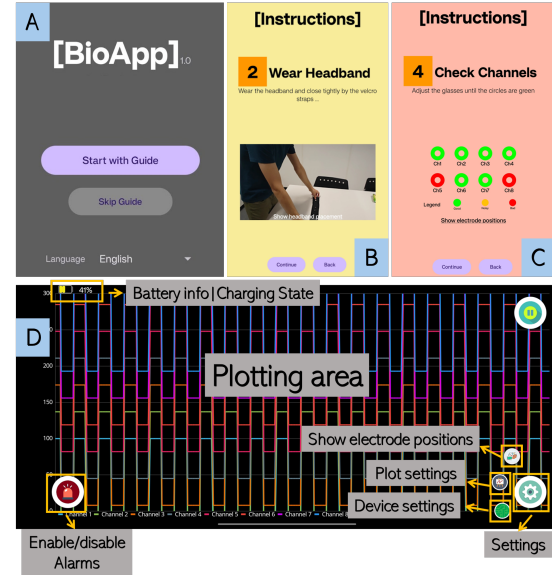 A
[BioApp] 1.0
Start with Guide
Skip Guide
Language English
[Instructions]
2 Wear Headband
Wear the headband and close tightly by the velcro
straps ...
Show headband placement
Continue Back
B
[Instructions]
4 Check Channels
Adjust the glasses until the circles are green
Ch1 Ch2 Ch3 Ch4
Ch5 Ch6 Ch7 Ch8
Legend
Show electrode positions
Continue Back
C
D
41%
Battery info|Charging State
300
200
150
100
50
0
Plotting area
Show electrode positions
Plot settings
Device settings
Channel 1 Channel 2 Channel 3 Channel 4 Channel 5 Channel 6 Channel 7 Channel 8
Enable/disable
Alarms
Settings